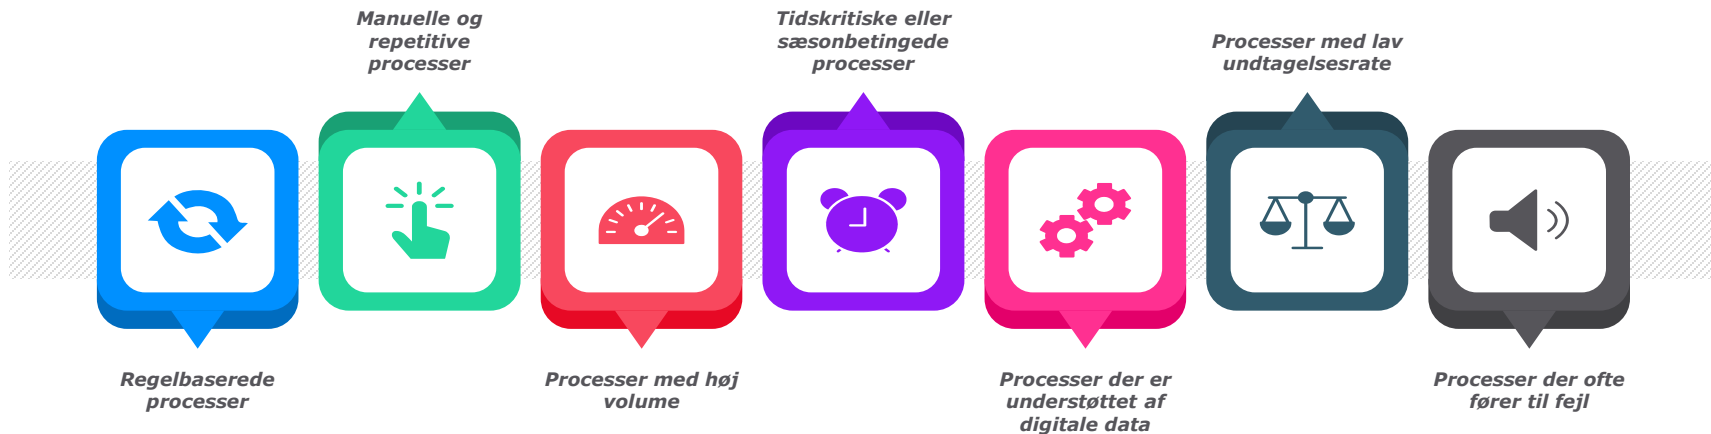 Regelbaserede
processer
Manuelle og
repetitive
processer
Processer med høj
volume
Tidskritiske eller
sæsonbetingede
processer
Processer der er
understøttet af
digitale data
Processer med lav
undtagelsesrate
Processer der ofte
fører til fejl